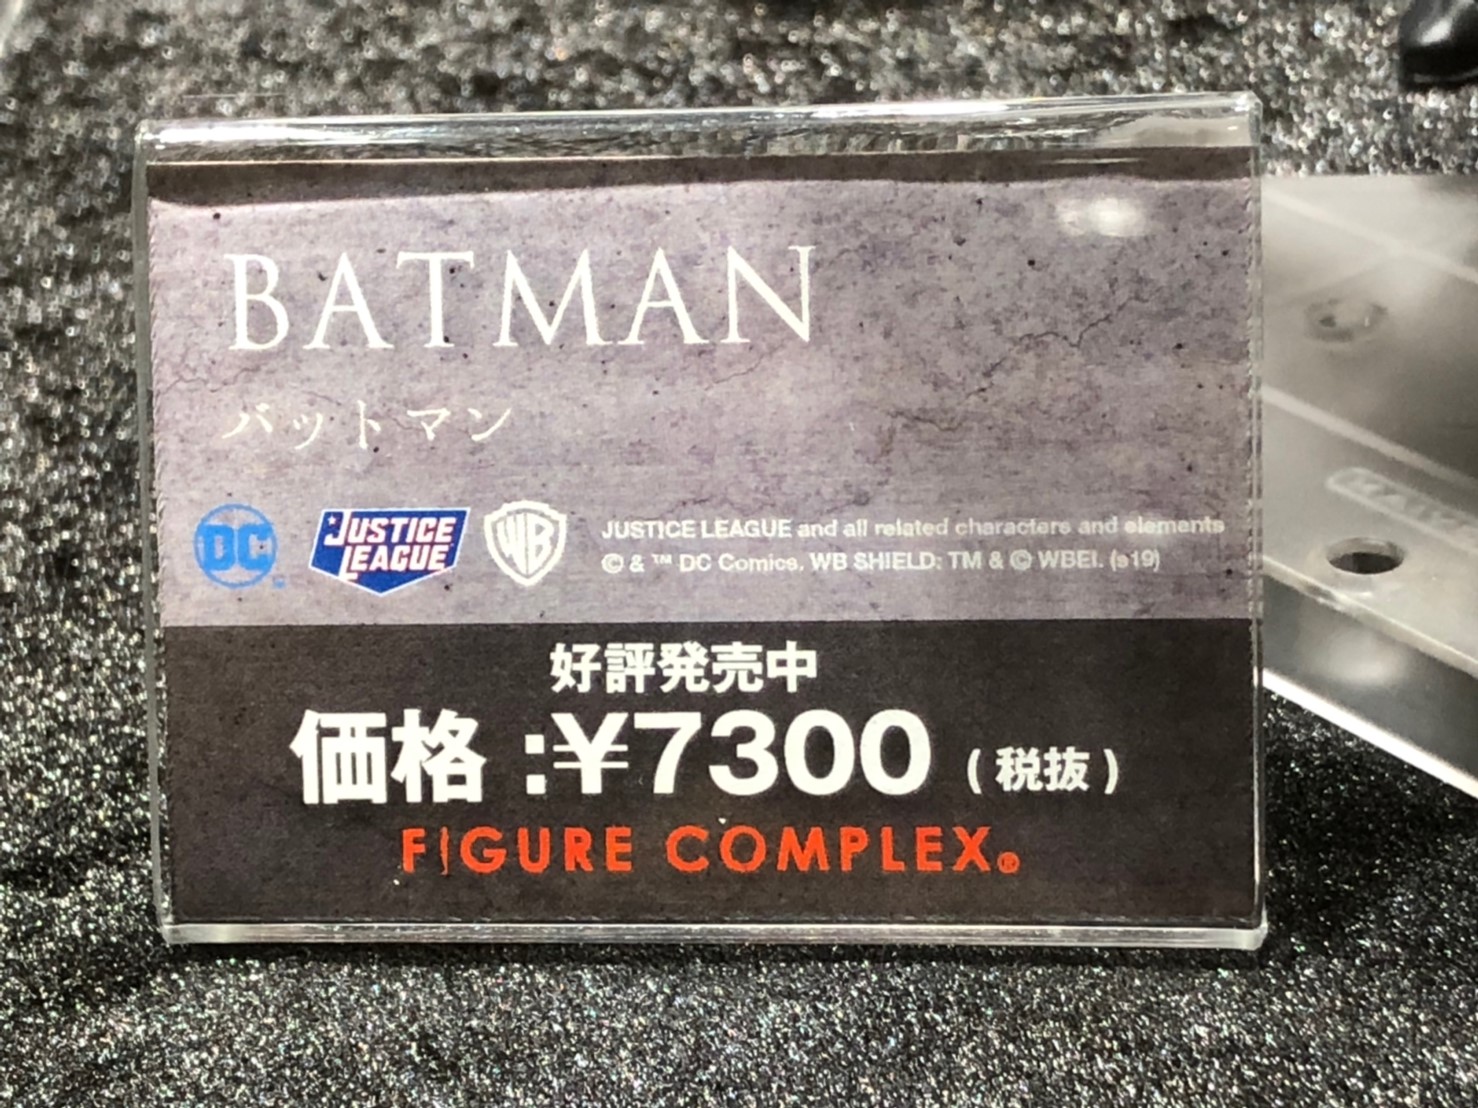 BATMAN
バットマン
DC
JUSTICE
LEAGUE
WB
JUSTICE LEAGUE and all related characters and elements
© & ™ DC Comics. WB SHIELD: TM & © WBEI. (s19)
好評発売中
価格 :¥7300 (税抜)
FIGURE COMPLEX®